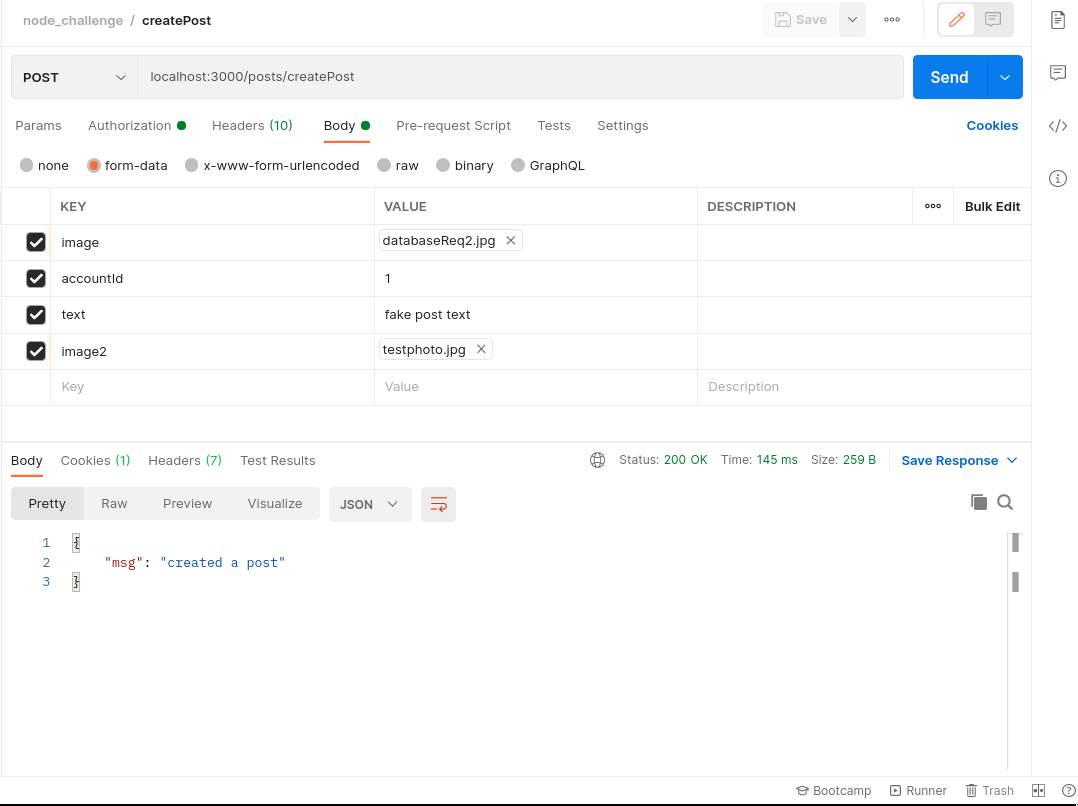 node_challenge / createPost
Save
POST
localhost:3000/posts/createPost
Send
Params Authorization Headers (10) Body Pre-request Script Tests Settings Cookies
none form-data x-www-form-urlencoded raw binary GraphQL
KEY VALUE DESCRIPTION Bulk Edit
image databaseReq2.jpg
accountId 1
text fake post text
image2 testphoto.jpg
Key Value Description
Body Cookies (1) Headers (7) Test Results Status: 200 OK Time: 145 ms Size: 259 B Save Response
Pretty Raw Preview Visualize JSON
1 {
2 "msg": "created a post"
3 }
Bootcamp Runner Trash